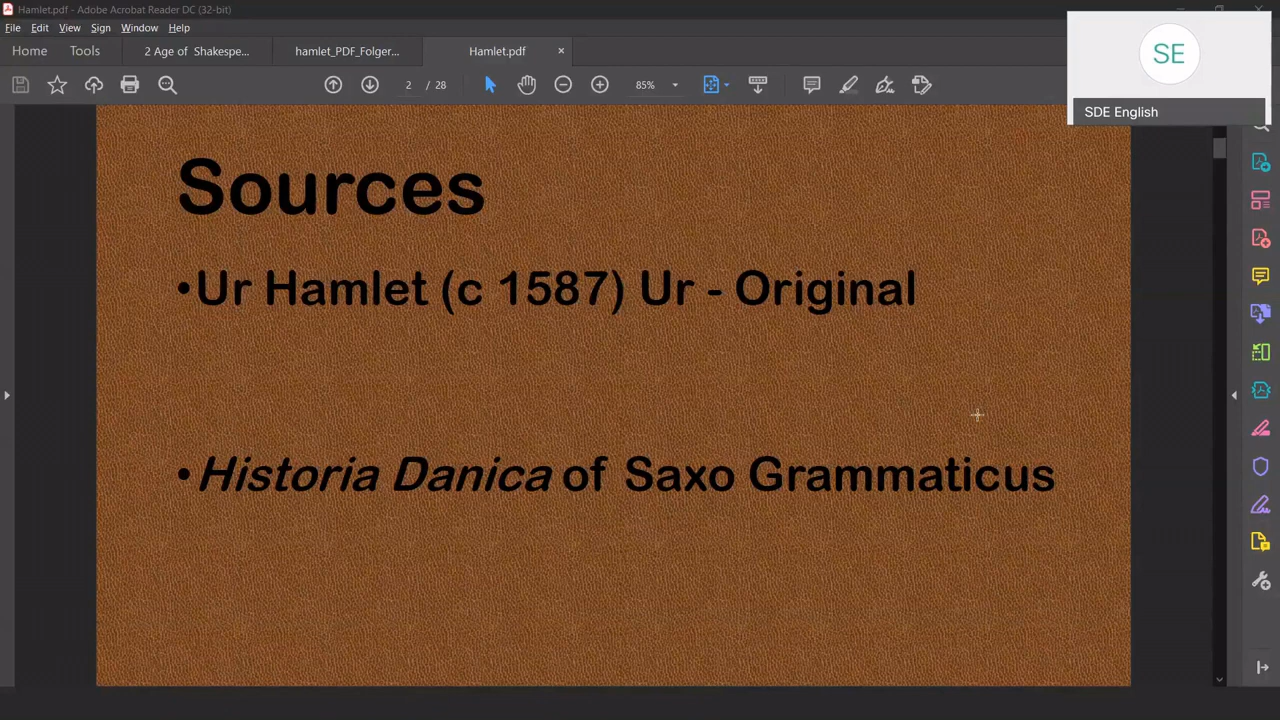 Hamlet.pdf - Adobe Acrobat Reader DC (32-bit)
File Edit View Sign Window Help
Home Tools 2 Age of Shakespe... hamlet_PDF_Folger... Hamlet.pdf ×
2 / 28 85%
SE
SDE English
Sources
•Ur Hamlet (c 1587) Ur - Original
•Historia Danica of Saxo Grammaticus